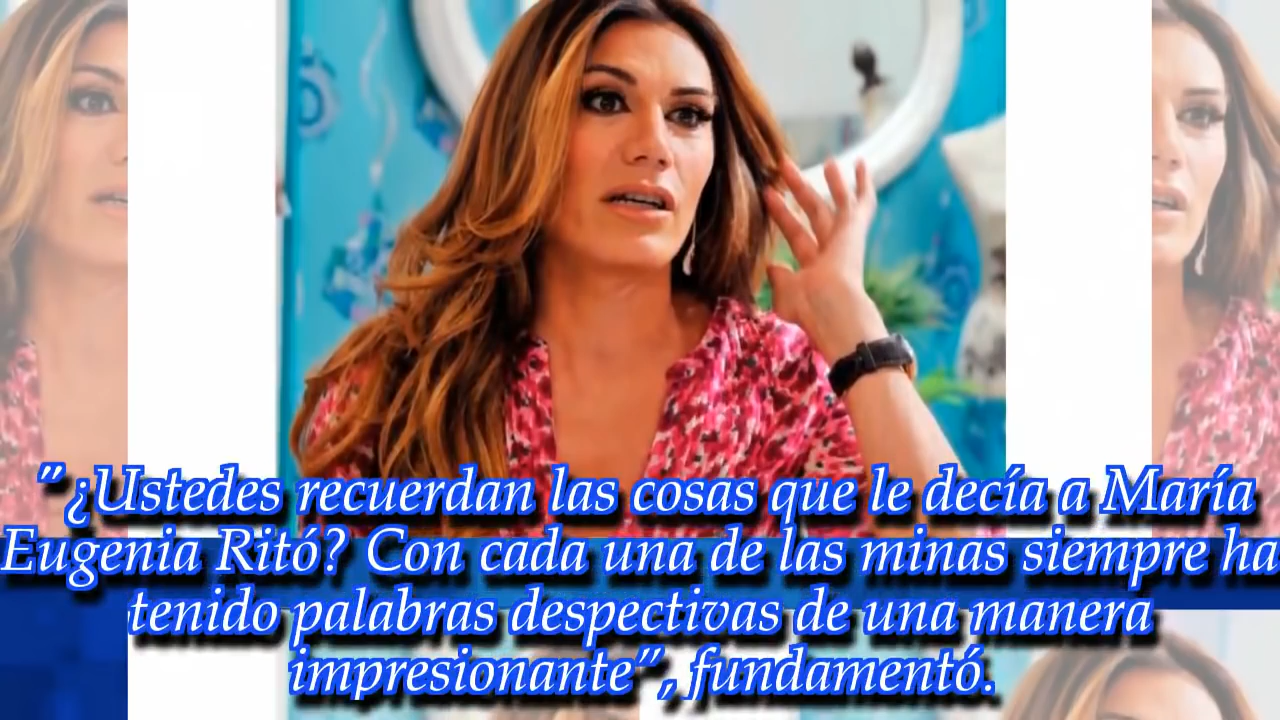 "¿Ustedes recuerdan las cosas que le decía a María
Eugenia Ritó? Con cada una de las minas siempre ha
tenido palabras despectivas de una manera
impresionante”, fundamentó.